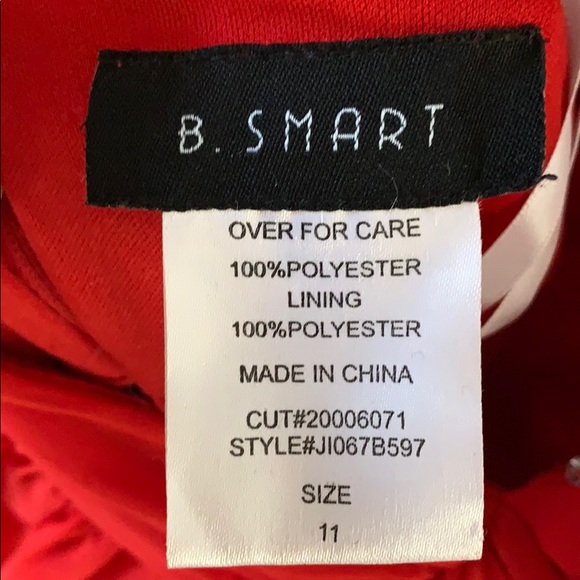 B. SMART
OVER FOR CARE
100%POLYESTER
LINING
100%POLYESTER
MADE IN CHINA
CUT#20006071
STYLE#JI067B597
SIZE
11